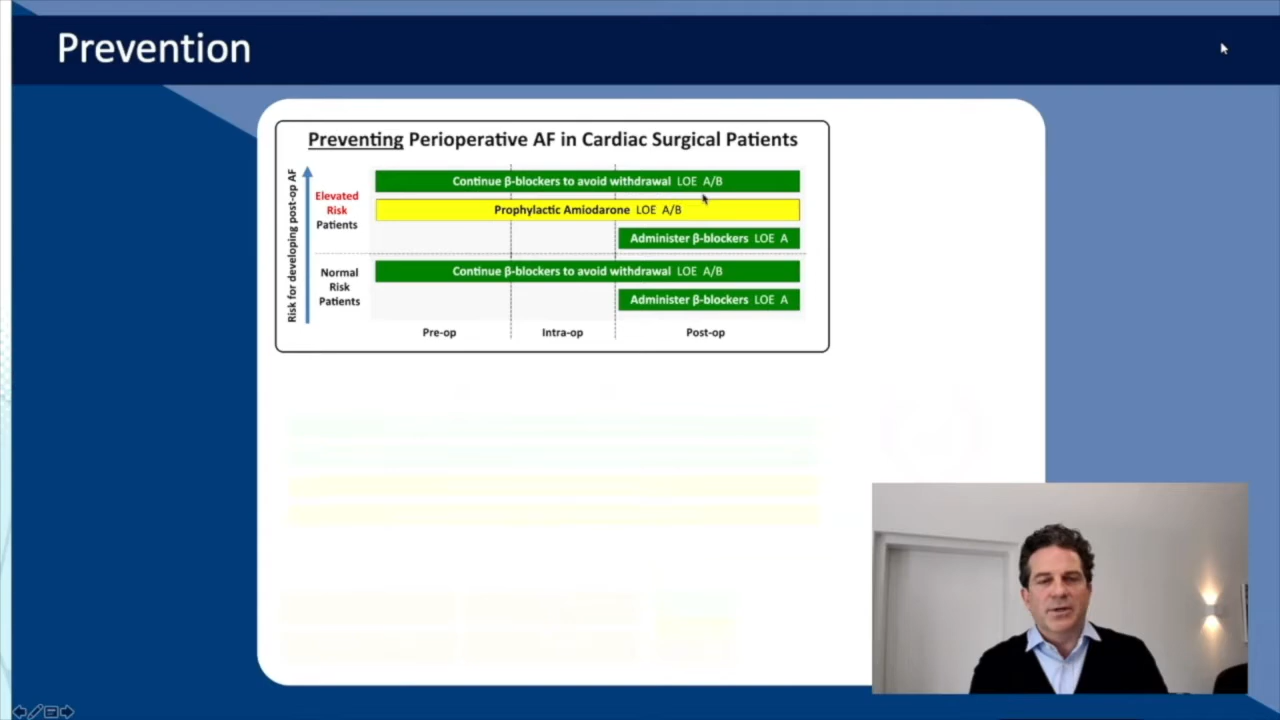 Prevention
Preventing Perioperative AF in Cardiac Surgical Patients
Risk for developing post-op AF
Elevated
Risk
Patients
Continue β-blockers to avoid withdrawal LOE A/B
Prophylactic Amiodarone LOE A/B
Administer β-blockers LOE A
Normal
Risk
Patients
Continue β-blockers to avoid withdrawal LOE A/B
Administer β-blockers LOE A
Pre-op
Intra-op
Post-op